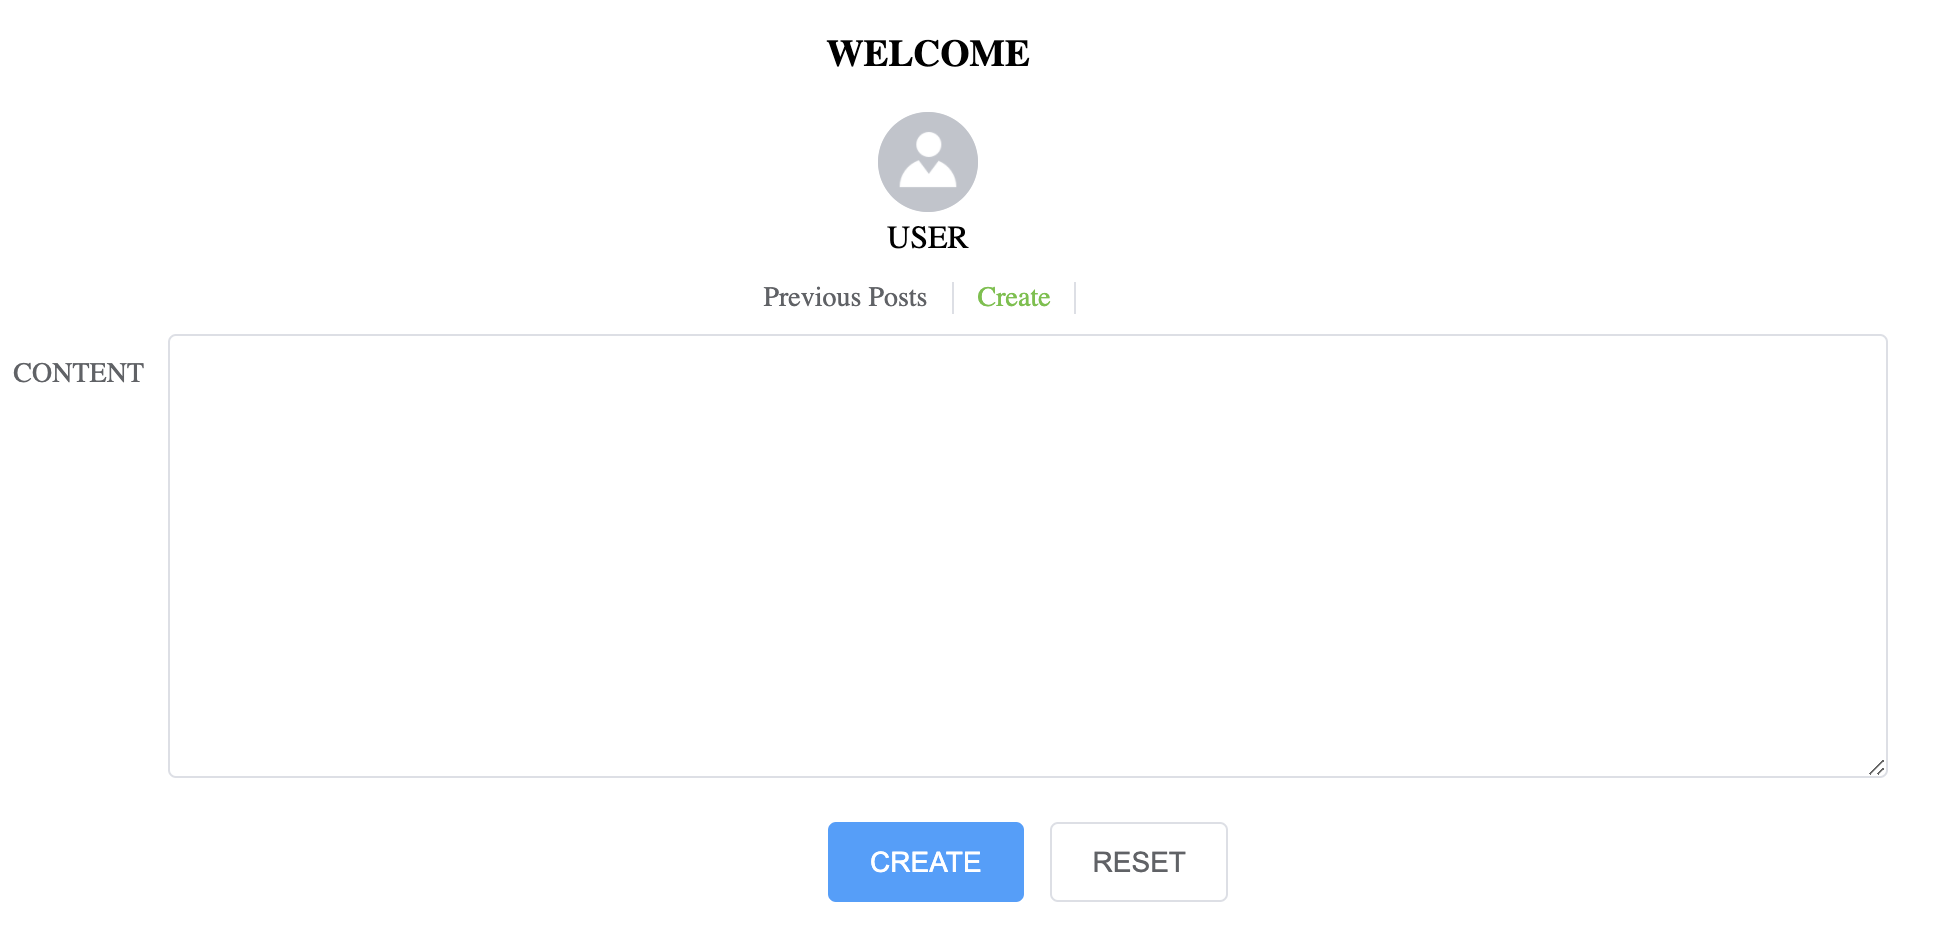 WELCOME
USER
Previous Posts Create
CONTENT
CREATE RESET